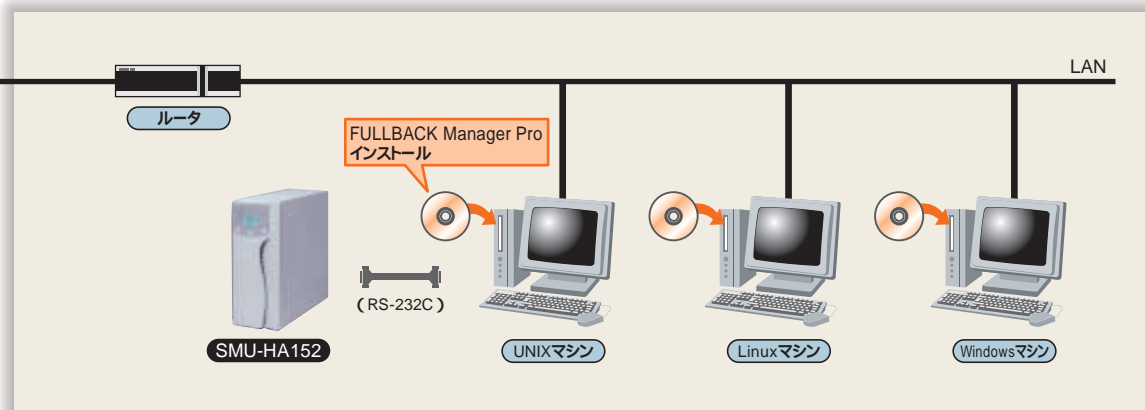 LAN
ルータ
FULLBACK Manager Pro
インストール
(RS-232C)
SMU-HA152
UNIXマシン
Linuxマシン
Windowsマシン